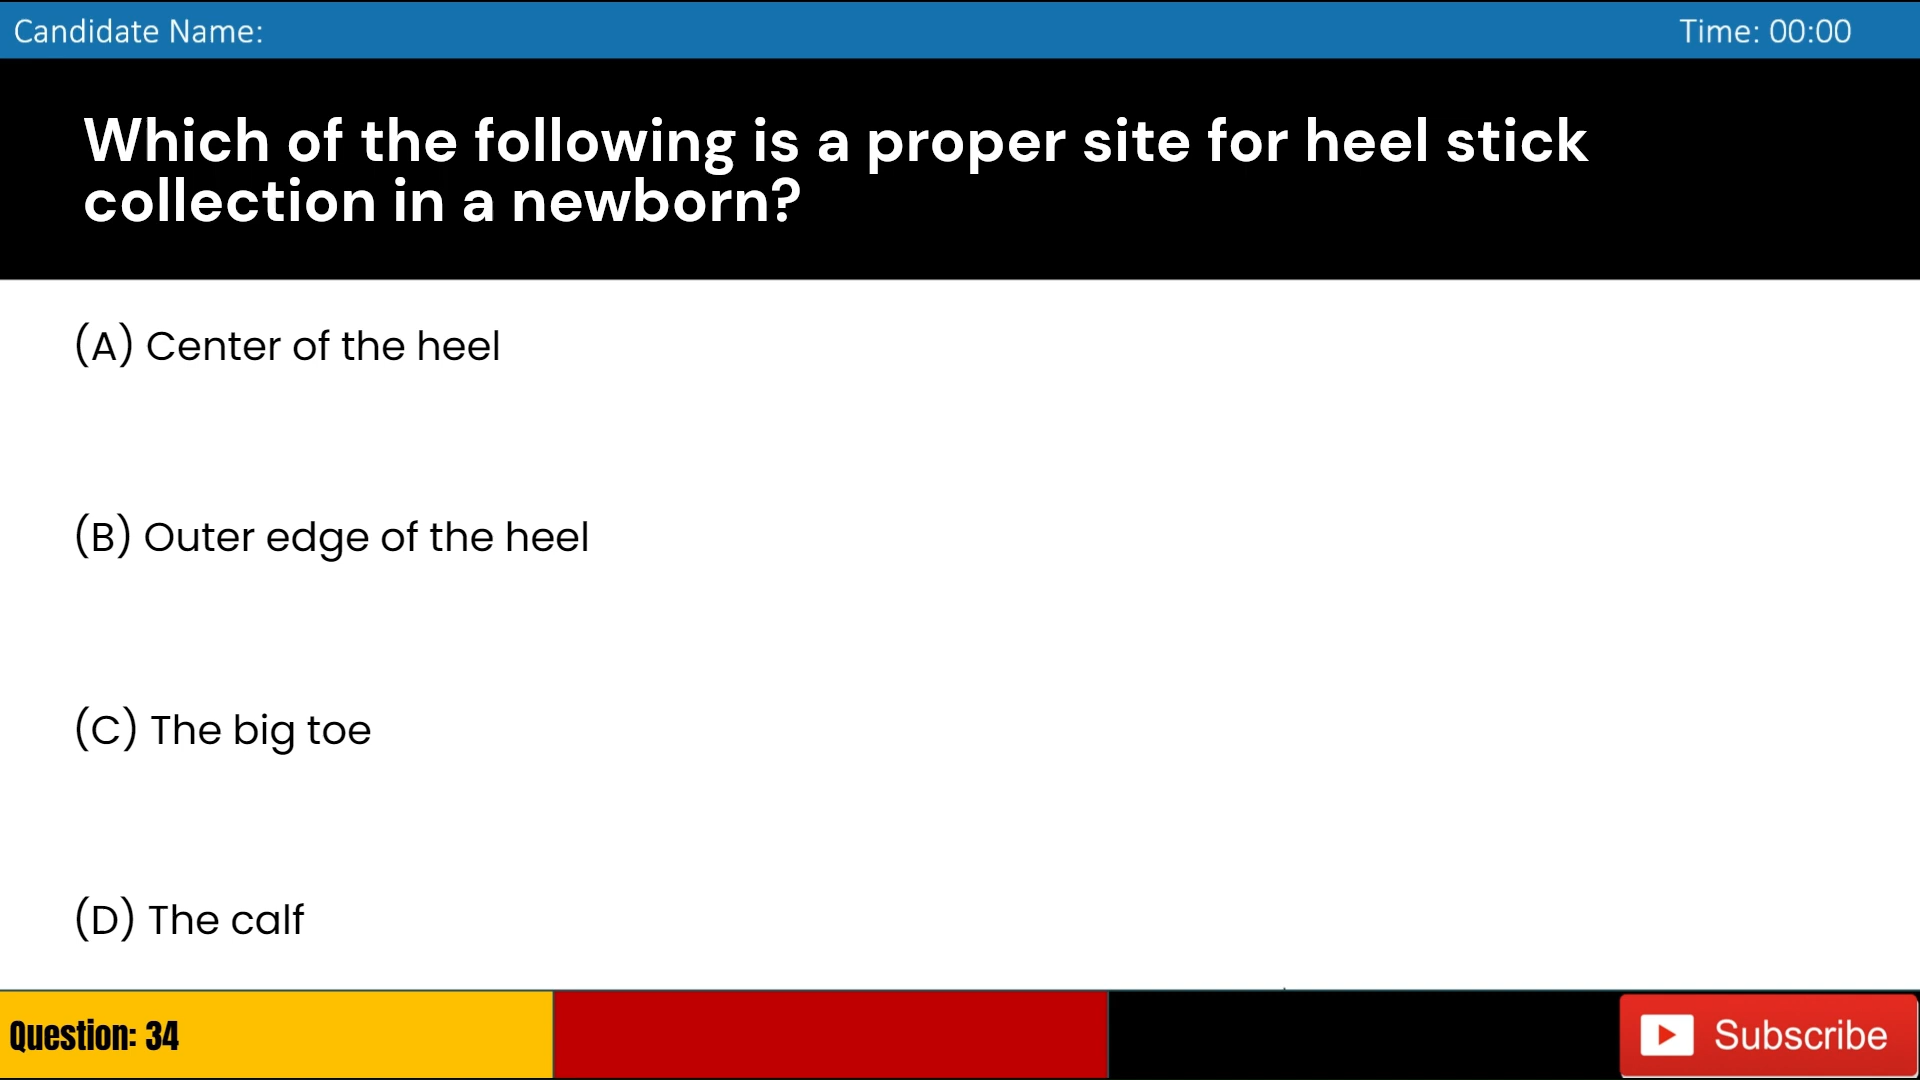 Candidate Name:
Time: 00:00
Which of the following is a proper site for heel stick
collection in a newborn?
(A) Center of the heel
(B) Outer edge of the heel
(C) The big toe
(D) The calf
Question: 34
Subscribe